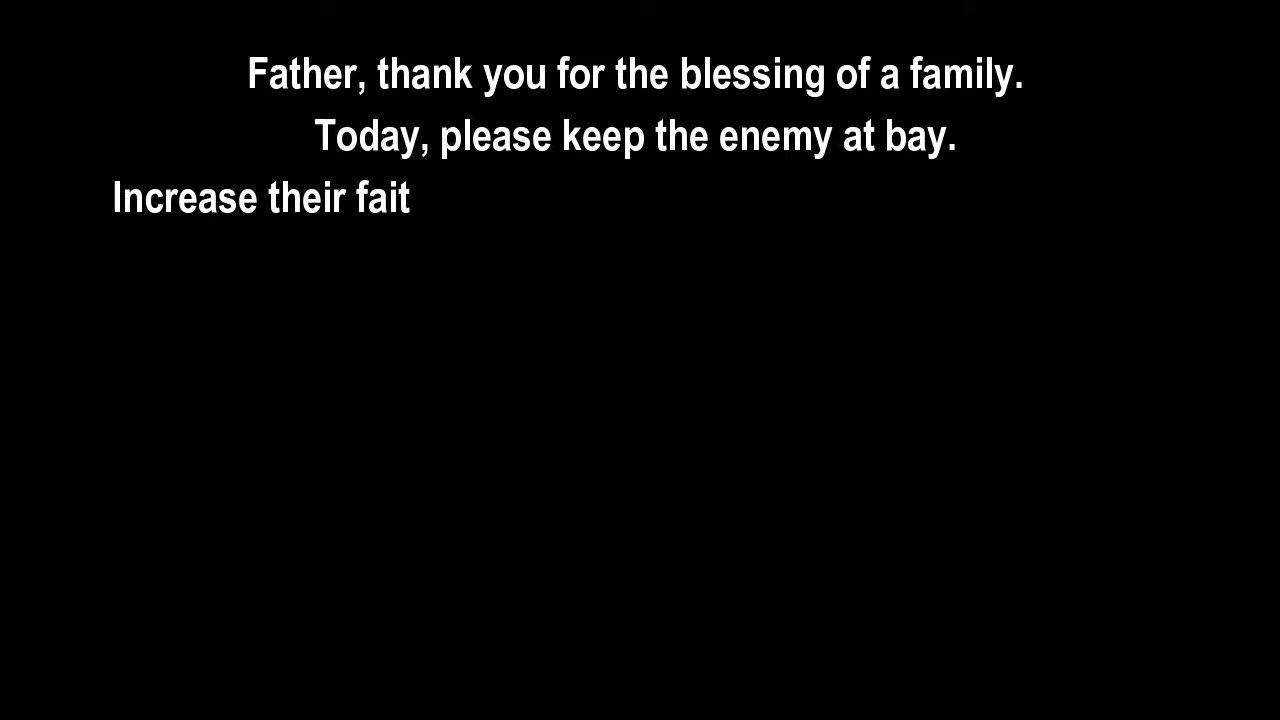 Father, thank you for the blessing of a family.
Today, please keep the enemy at bay.
Increase their fait